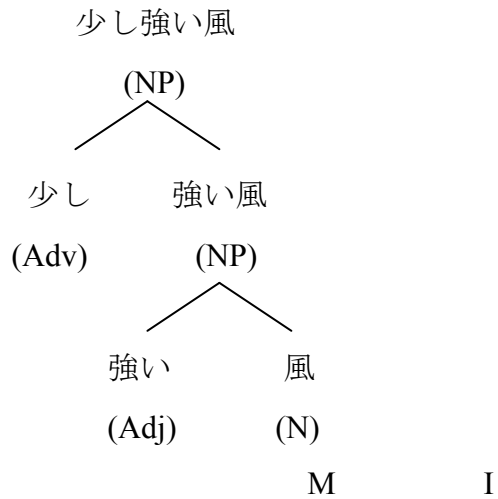 少し強い風
(NP)
少し 強い風
(Adv) (NP)
強い 風
(Adj) (N)
M I